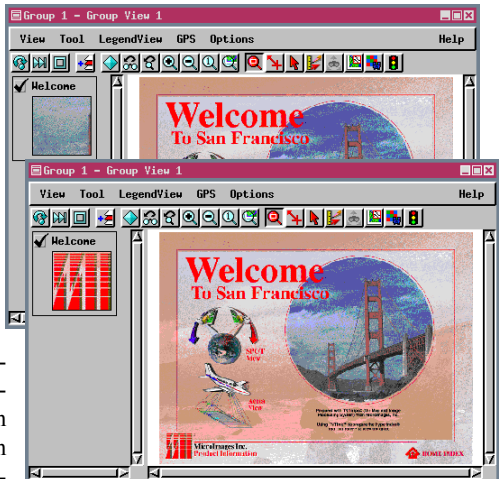 Group 1 - Group View 1
View Tool LegendView GPS Options Help
Welcome
Welcome
To San Francisco
Group 1 - Group View 1
View Tool LegendView GPS Options Help
Welcome
Welcome
To San Francisco
SPOT
View
View
MicroImages Inc.
Product Information
HOME INDEX
-
-
n
n
-